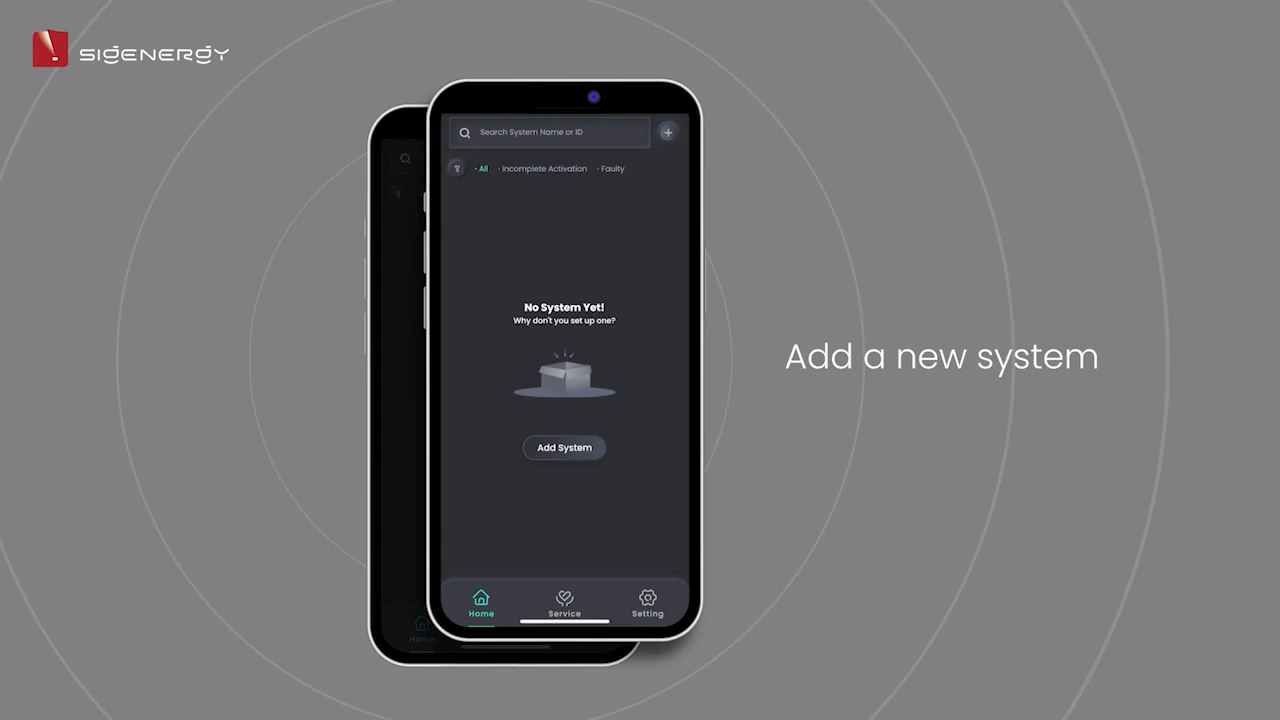 SIGENERGY
Search System Name or ID
· All · Incomplete Activation · Faulty
No System Yet!
Why don't you set up one?
Add System
Home Service Setting
Home
Add a new system